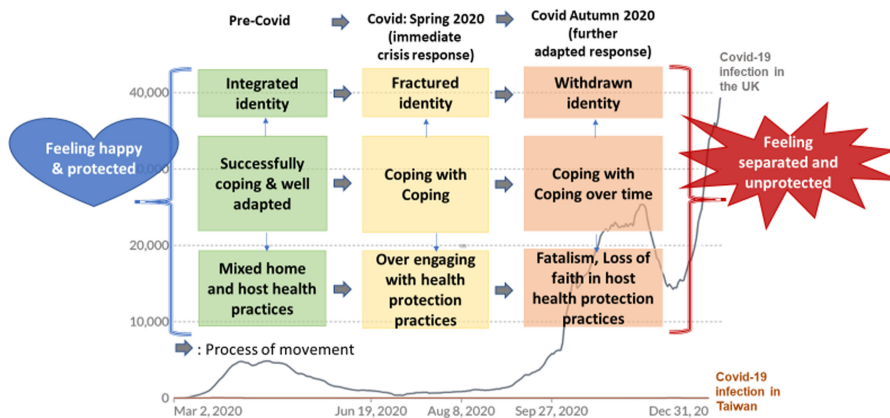 Pre-Covid
Covid: Spring 2020
(immediate
crisis response)
Covid Autumn 2020
(further
adapted response)
Covid-19
infection in
the UK
40,000
Integrated
identity
Fractured
identity
Withdrawn
identity
Feeling happy
& protected
Successfully
coping & well
adapted
Coping with
Coping
Coping with
Coping over time
Feeling
separated and
unprotected
20,000
Mixed home
and host health
practices
Over engaging
with health
protection
practices
Fatalism, Loss of
faith in host
health protection
practices
10,000
: Process of movement
Covid-19
infection in
Taiwan
0
Mar 2, 2020
Jun 19, 2020
Aug 8, 2020
Sep 27, 2020
Dec 31, 20